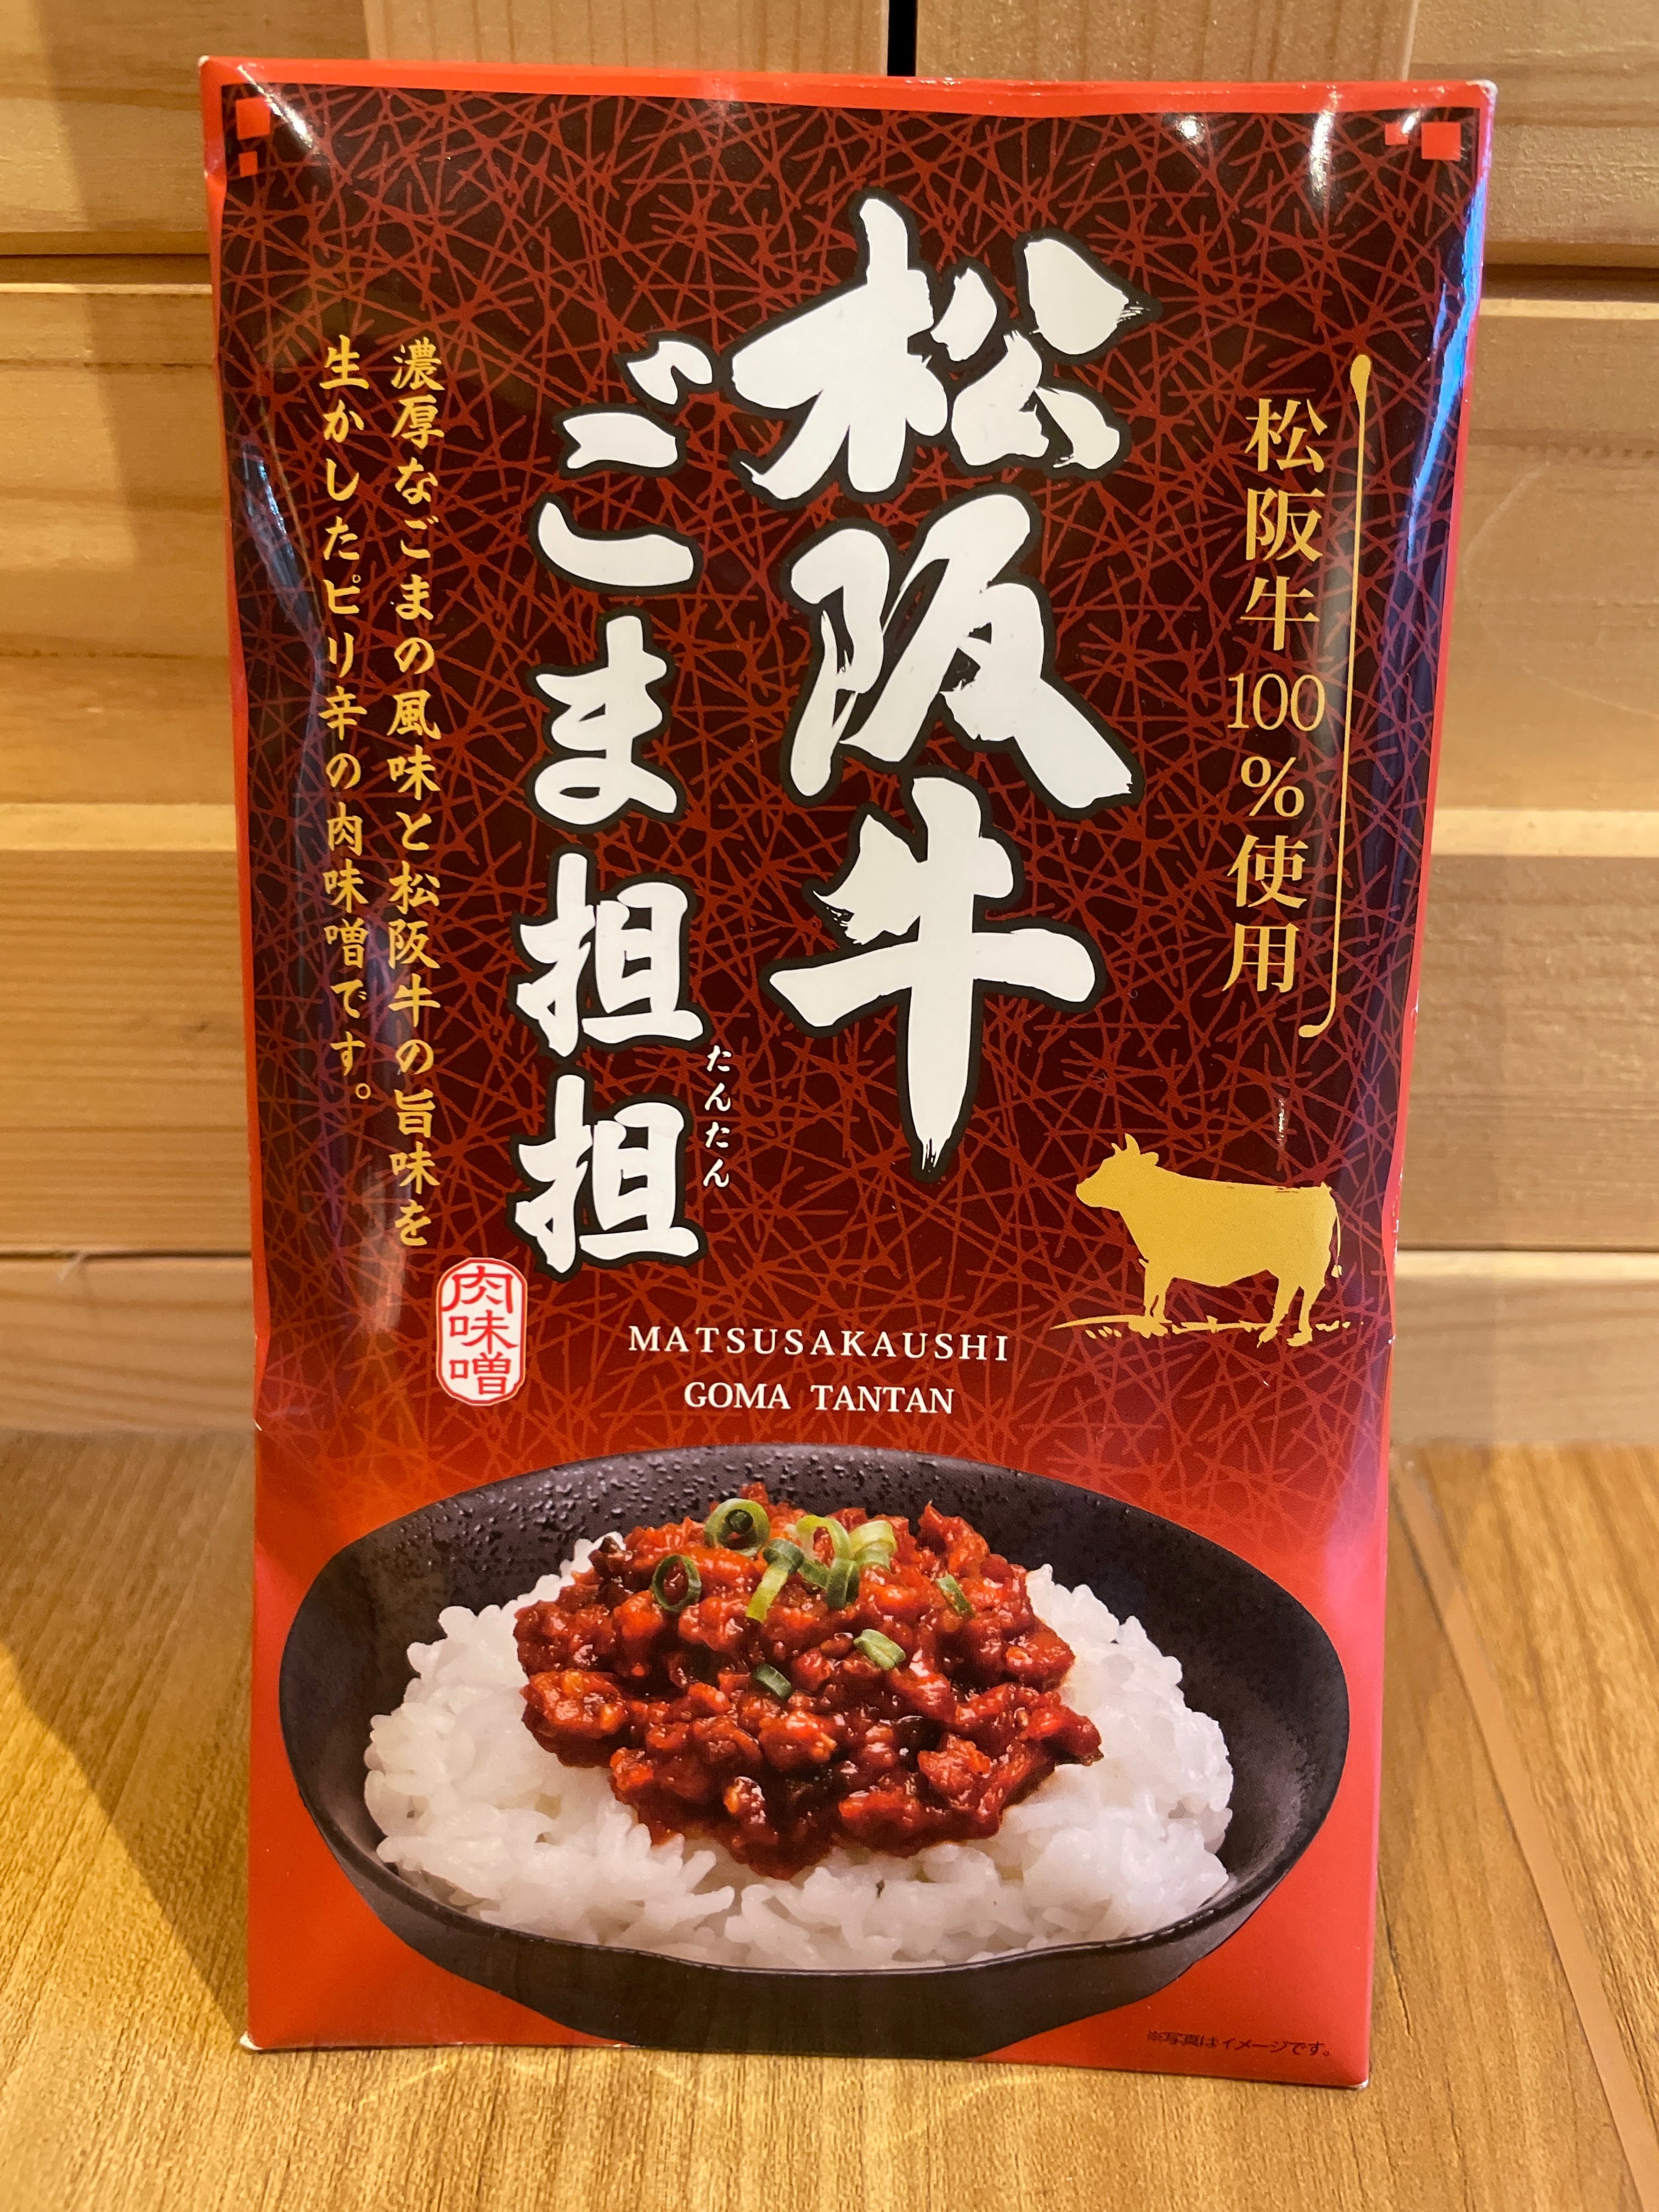 松阪牛100%使用
松阪牛
ごま担担
たんたん
濃厚なごまの風味と松阪牛の旨味を
生かしたピリ辛の肉味噌です。
肉味噌
MATSUSAKAUSHI
GOMA TANTAN
※写真はイメージです。